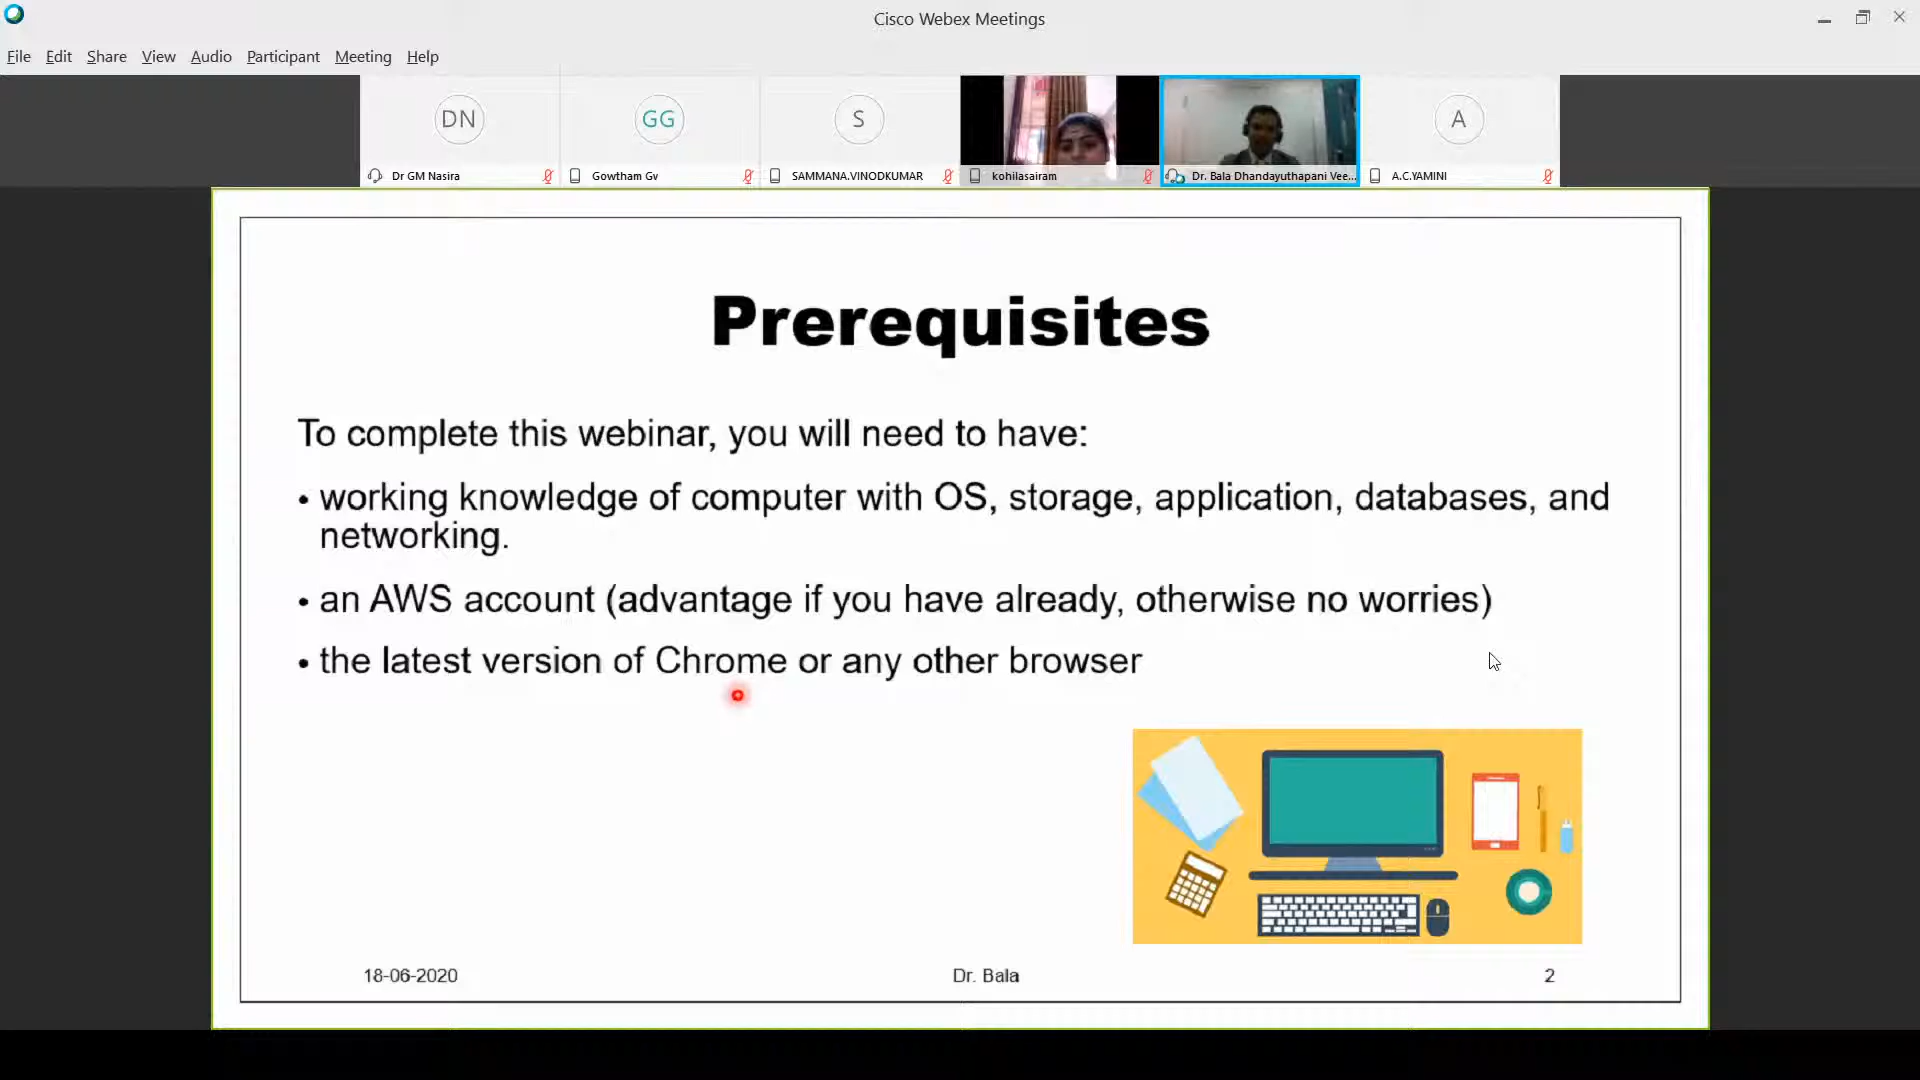 Cisco Webex Meetings
File Edit Share View Audio Participant Meeting Help
DN
GG
S
A
Dr GM Nasira
Gowtham Gv
SAMMANA.VINODKUMAR
kohilasairam
Dr. Bala Dhandayuthapani Vee...
A.C.YAMINI
Prerequisites
To complete this webinar, you will need to have:
• working knowledge of computer with OS, storage, application, databases, and
networking.
• an AWS account (advantage if you have already, otherwise no worries)
• the latest version of Chrome or any other browser
18-06-2020
Dr. Bala
2